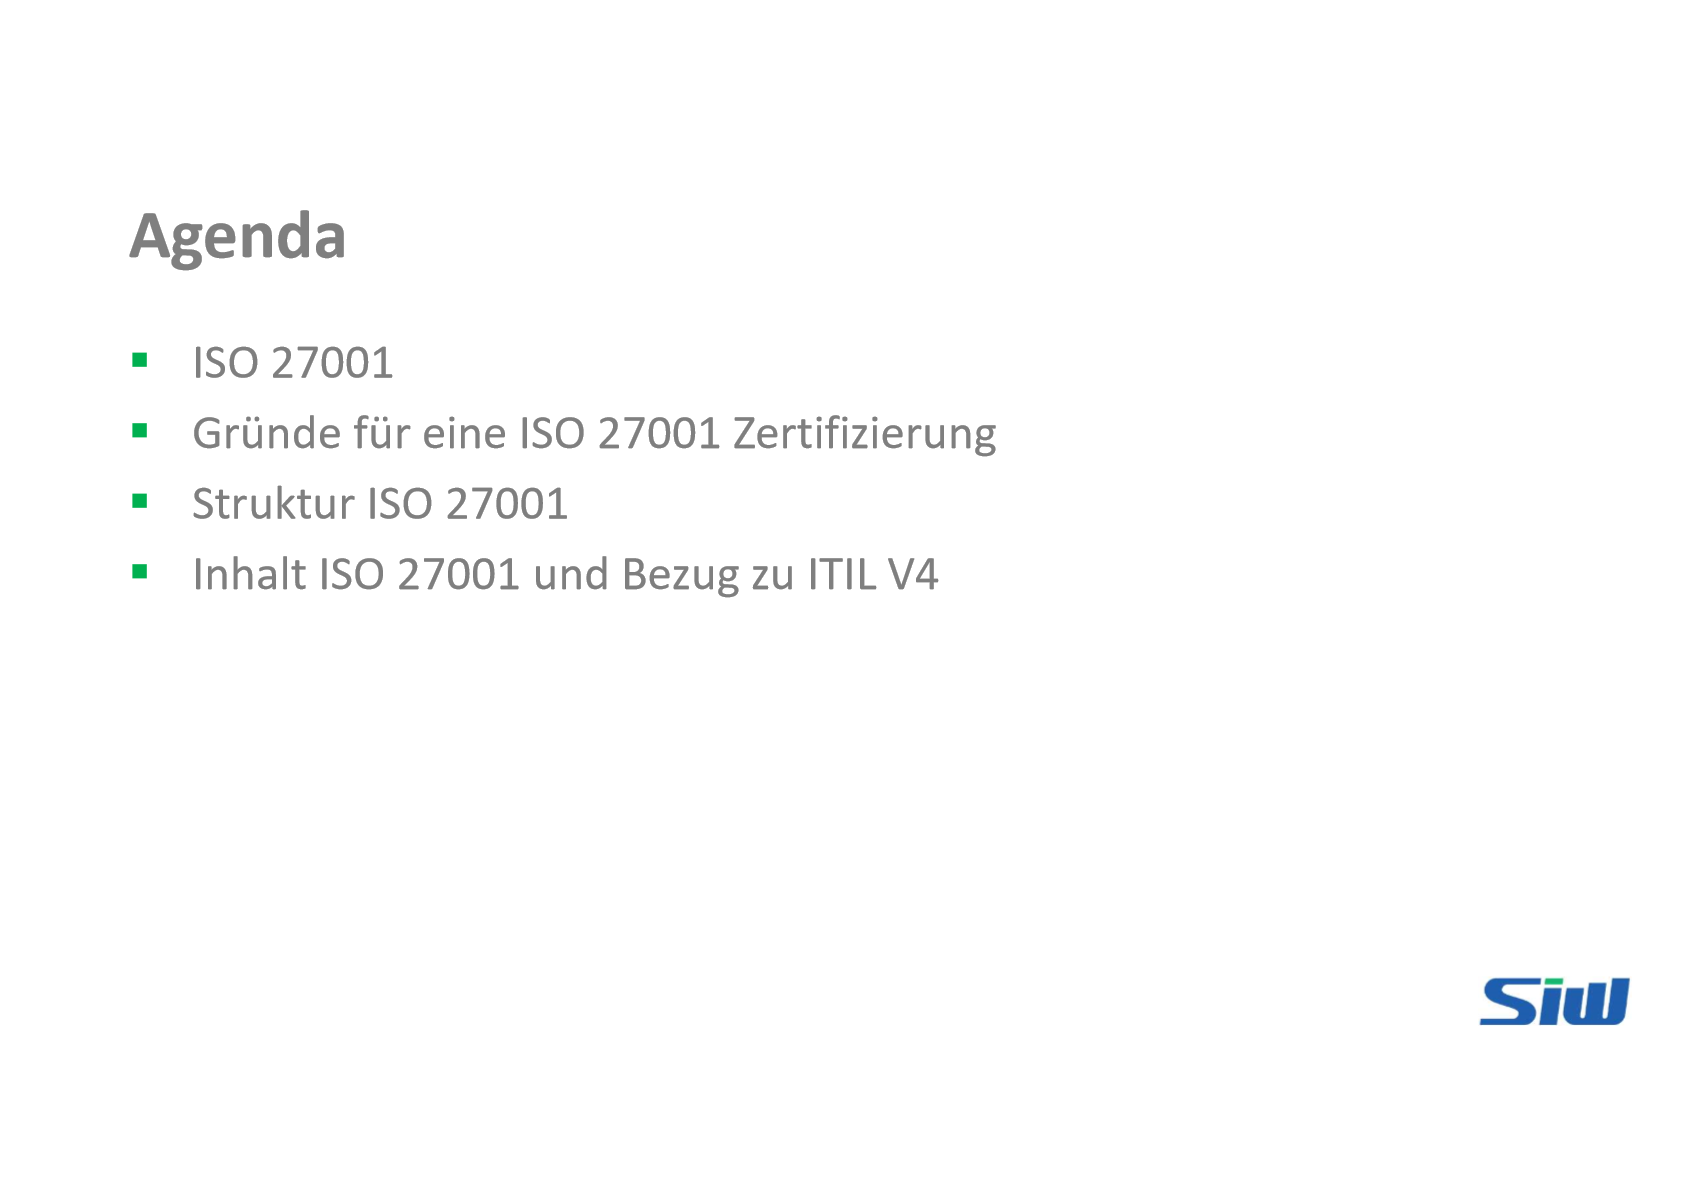 Agenda
ISO 27001
Gründe für eine ISO 27001 Zertifizierung
Struktur ISO 27001
Inhalt ISO 27001 und Bezug zu ITIL V4
Siw